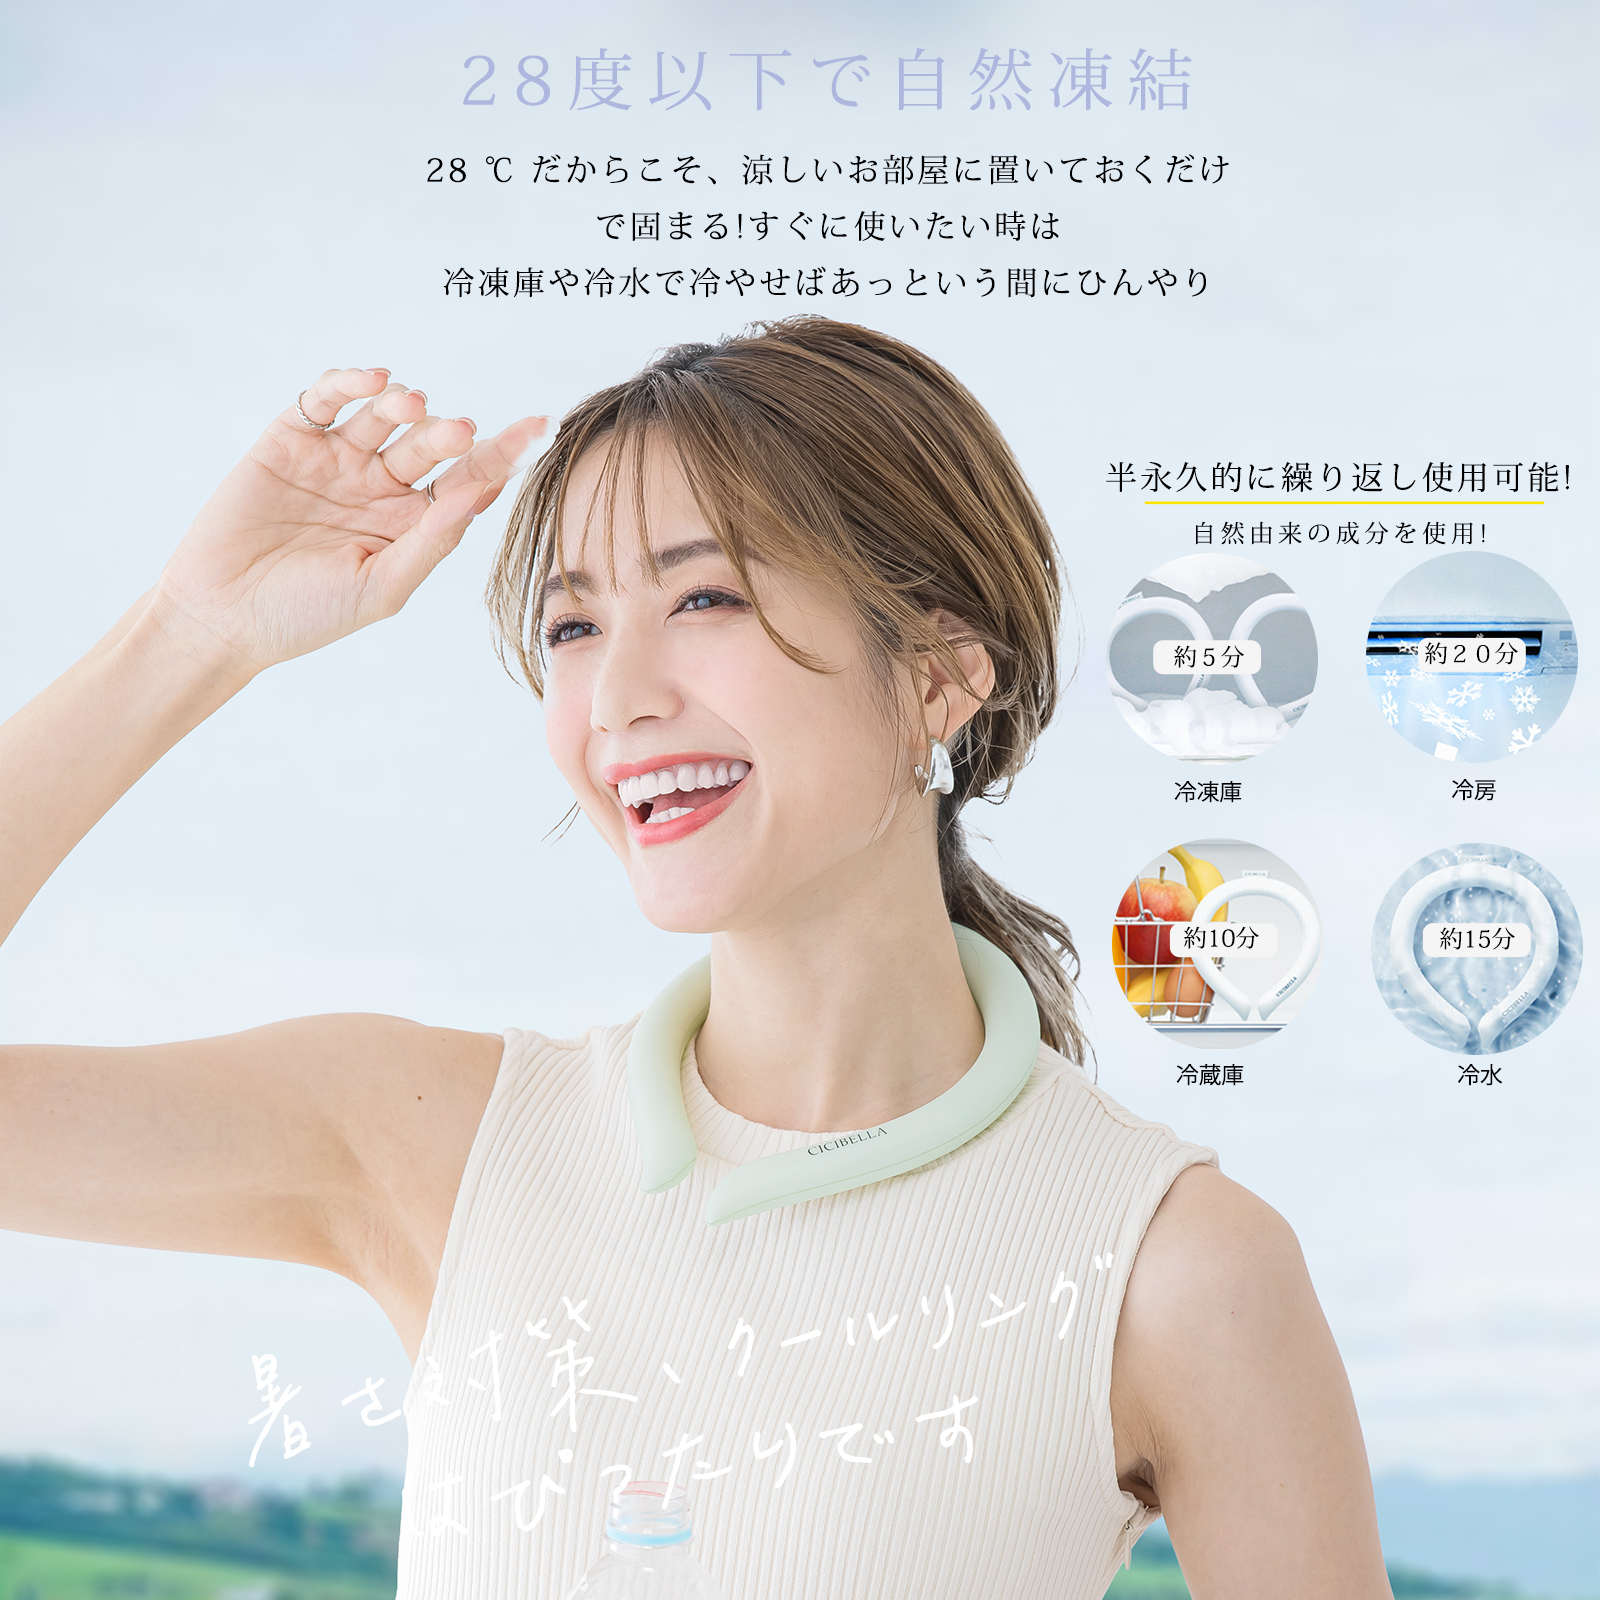 28度以下で自然凍結
28 ℃ だからこそ、涼しいお部屋に置いておくだけ
で固まる!すぐに使いたい時は
冷凍庫や冷水で冷やせばあっという間にひんやり
半永久的に繰り返し使用可能!
自然由来の成分を使用!
約5分
約20分
冷凍庫
冷房
約10分
約15分
冷蔵庫
冷水
CICIBELLA
CICIBELLA
CICIBELLA
暑さ対策、クールリング
はぴったりです